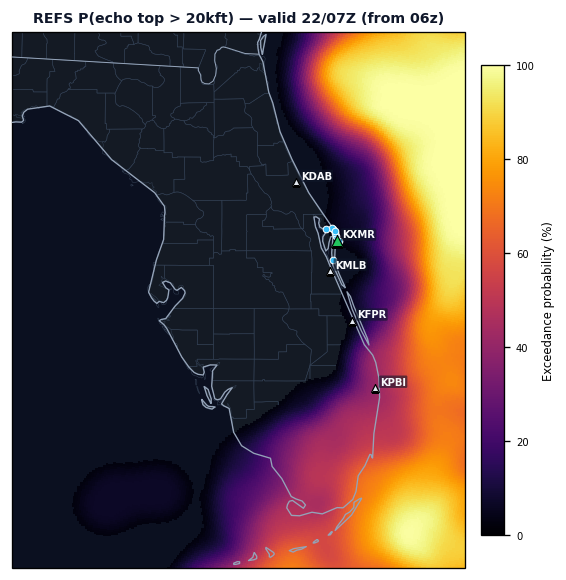 REFS P(echo top > 20kft) — valid 22/07Z (from 06z)
100
KDAB
80
KXMR
KMLB
60
KFPR
KPBI
40
20
0
Exceedance probability (%)